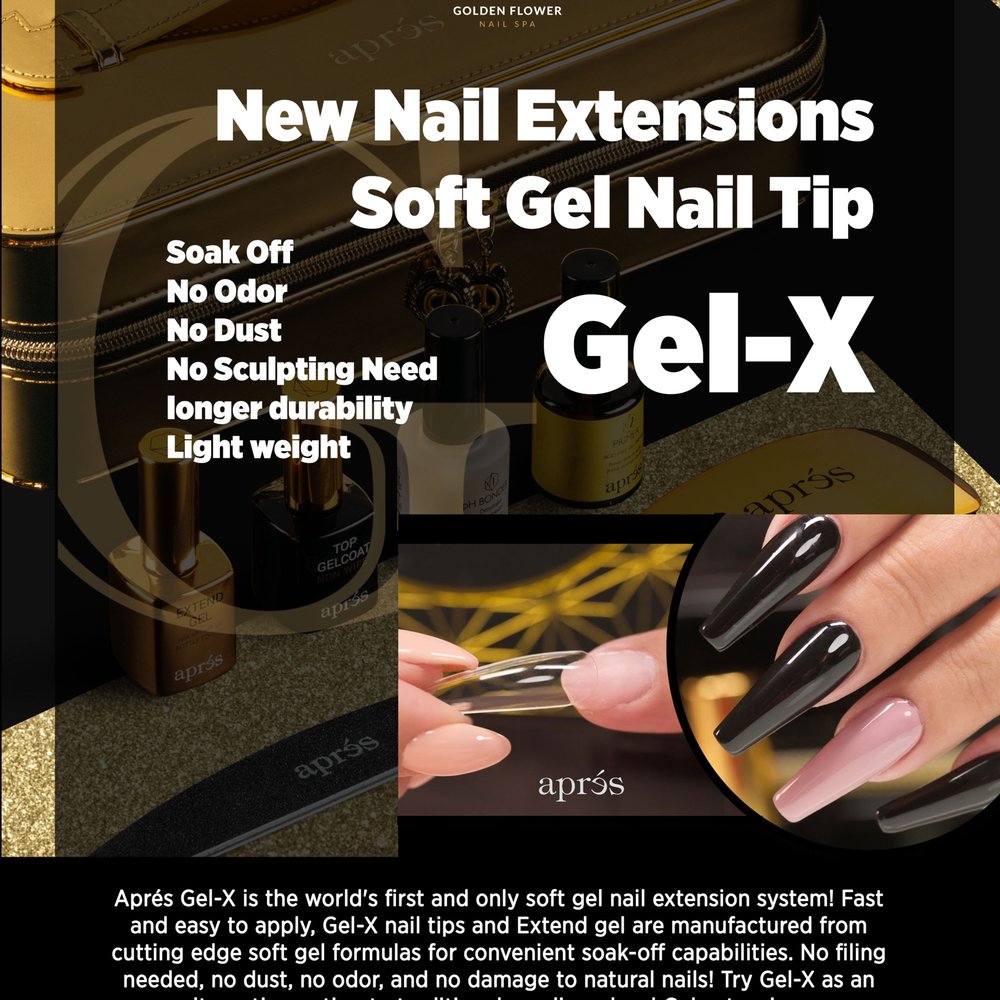 GOLDEN FLOWER
NAIL SPA
aprés
New Nail Extensions
Soft Gel Nail Tip
Gel-X
Soak Off
No Odor
No Dust
No Sculpting Need
longer durability
Light weight
PH BONDER
aprés
aprés
TOP
GELCOAT
NON-WIPE
aprés
EXTEND
GEL
aprés
aprés
aprés
Aprés Gel-X is the world's first and only soft gel nail extension system! Fast
and easy to apply, Gel-X nail tips and Extend gel are manufactured from
cutting edge soft gel formulas for convenient soak-off capabilities. No filing
needed, no dust, no odor, and no damage to natural nails! Try Gel-X as an